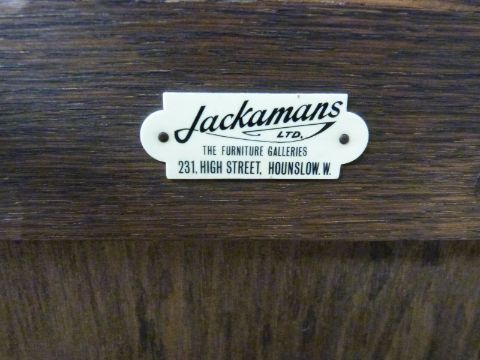 Jackamans
LTD.
THE FURNITURE GALLERIES
231, HIGH STREET, HOUNSLOW. W.